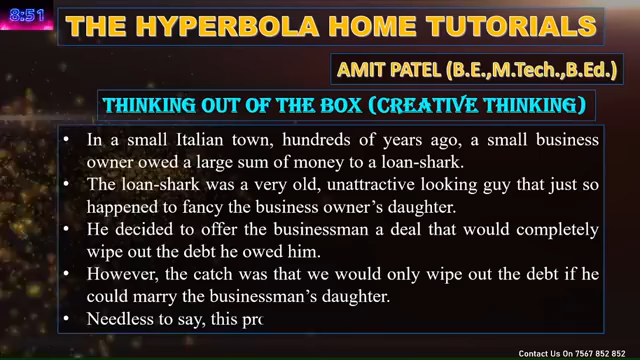 8:51
THE HYPERBOLA HOME TUTORIALS
AMIT PATEL (B.E.,M.Tech.,B.Ed.)
THINKING OUT OF THE BOX (CREATIVE THINKING)
• In a small Italian town, hundreds of years ago, a small business
owner owed a large sum of money to a loan-shark.
• The loan-shark was a very old, unattractive looking guy that just so
happened to fancy the business owner's daughter.
• He decided to offer the businessman a deal that would completely
wipe out the debt he owed him.
• However, the catch was that we would only wipe out the debt if he
could marry the businessman's daughter.
• Needless to say, this pro
Contact Us On 7567 852 852